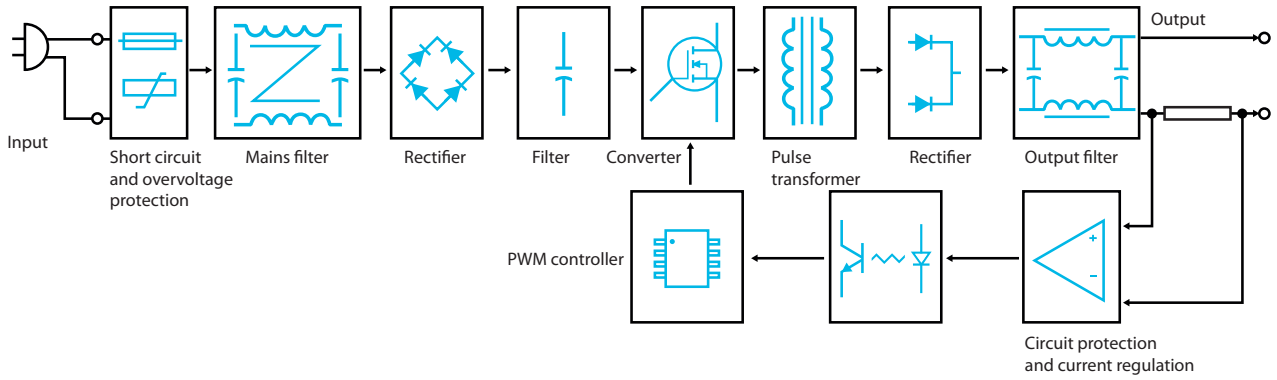 Output
Input
Short circuit
and overvoltage
protection
Mains filter
Rectifier
Filter
Converter
Pulse
transformer
Rectifier
Output filter
PWM controller
+
−
Circuit protection
and current regulation